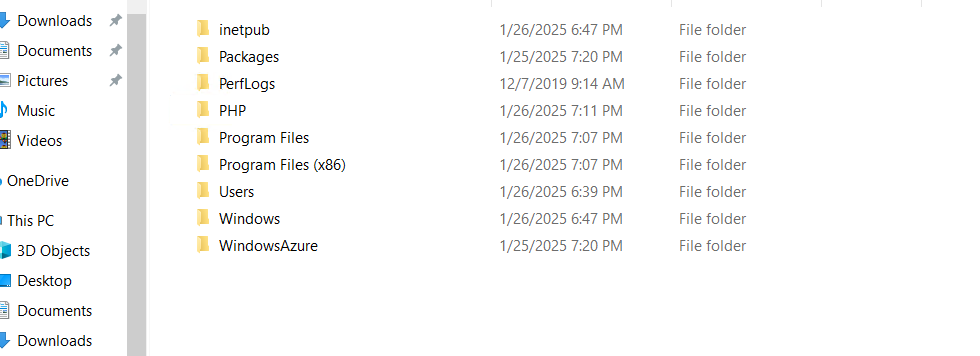 Downloads
Documents
Pictures
Music
Videos
OneDrive
This PC
3D Objects
Desktop
Documents
Downloads
inetpub 1/26/2025 6:47 PM File folder
Packages 1/25/2025 7:20 PM File folder
PerfLogs 12/7/2019 9:14 AM File folder
PHP 1/26/2025 7:11 PM File folder
Program Files 1/26/2025 7:07 PM File folder
Program Files (x86) 1/26/2025 7:07 PM File folder
Users 1/26/2025 6:39 PM File folder
Windows 1/26/2025 6:47 PM File folder
WindowsAzure 1/25/2025 7:20 PM File folder